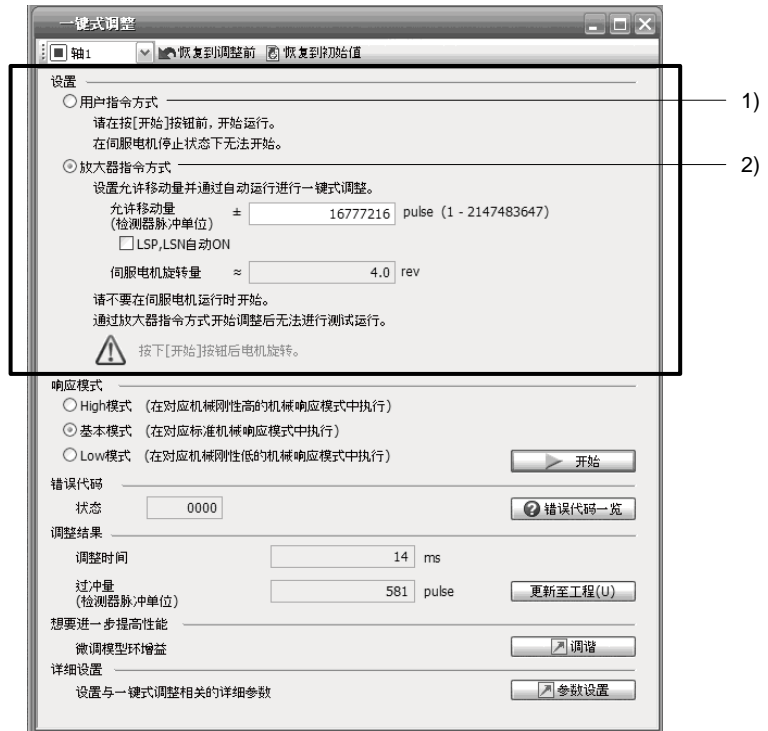 一键式调整
轴1 恢复到调整前 恢复到初始值
设置
用户指令方式 1)
请在按[开始]按钮前，开始运行。
在伺服电机停止状态下无法开始。
放大器指令方式 2)
设置允许移动量并通过自动运行进行一键式调整。
允许移动量
(检测器脉冲单位) ± 16777216 pulse (1 - 2147483647)
LSP,LSN自动ON
伺服电机旋转量 ≈ 4.0 rev
请不要在伺服电机运行时开始。
通过放大器指令方式开始调整后无法进行测试运行。
按下[开始]按钮后电机旋转。
响应模式
High模式 (在对应机械刚性高的机械响应模式中执行)
基本模式 (在对应标准机械响应模式中执行)
Low模式 (在对应机械刚性低的机械响应模式中执行) 开始
错误代码
状态 0000 错误代码一览
调整结果
调整时间 14 ms
过冲量
(检测器脉冲单位) 581 pulse 更新至工程(U)
想要进一步提高性能
微调模型环增益 调谐
详细设置
设置与一键式调整相关的详细参数 参数设置